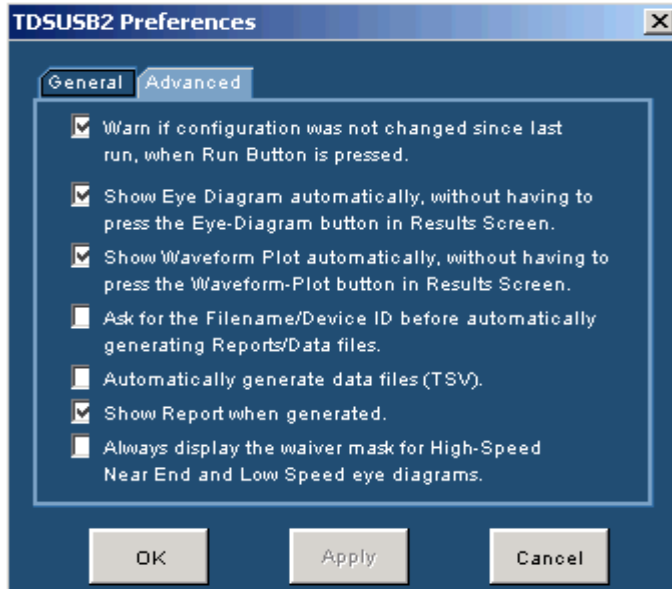 TDSUSB2 Preferences
General
Advanced
Warn if configuration was not changed since last
run, when Run Button is pressed.
Show Eye Diagram automatically, without having to
press the Eye-Diagram button in Results Screen.
Show Waveform Plot automatically, without having to
press the Waveform-Plot button in Results Screen.
Ask for the Filename/Device ID before automatically
generating Reports/Data files.
Automatically generate data files (TSV).
Show Report when generated.
Always display the waiver mask for High-Speed
Near End and Low Speed eye diagrams.
OK
Apply
Cancel